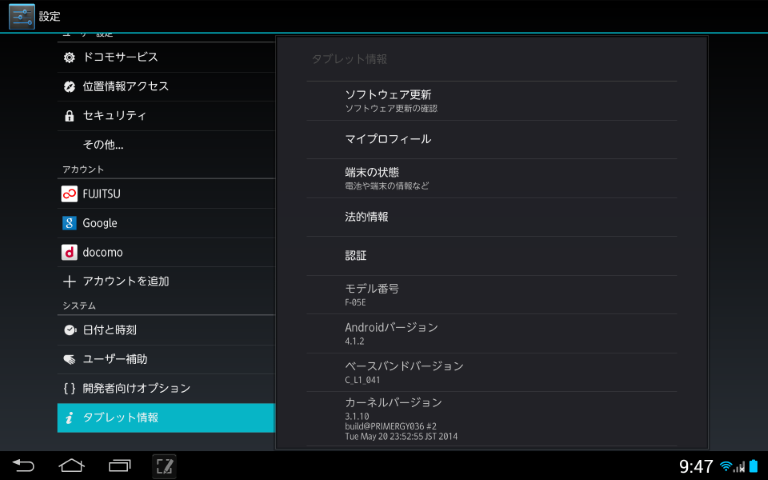 設定
ユーザー設定
ドコモサービス
位置情報アクセス
セキュリティ
その他...
アカウント
FUJITSU
Google
docomo
アカウントを追加
システム
日付と時刻
ユーザー補助
{ } 開発者向けオプション
タブレット情報
タブレット情報
ソフトウェア更新
ソフトウェア更新の確認
マイプロフィール
端末の状態
電池や端末の情報など
法的情報
認証
モデル番号
F-05E
Androidバージョン
4.1.2
ベースバンドバージョン
C_L1_041
カーネルバージョン
3.1.10
build@PRIMERGY036 #2
Tue May 20 23:52:55 JST 2014
9:47